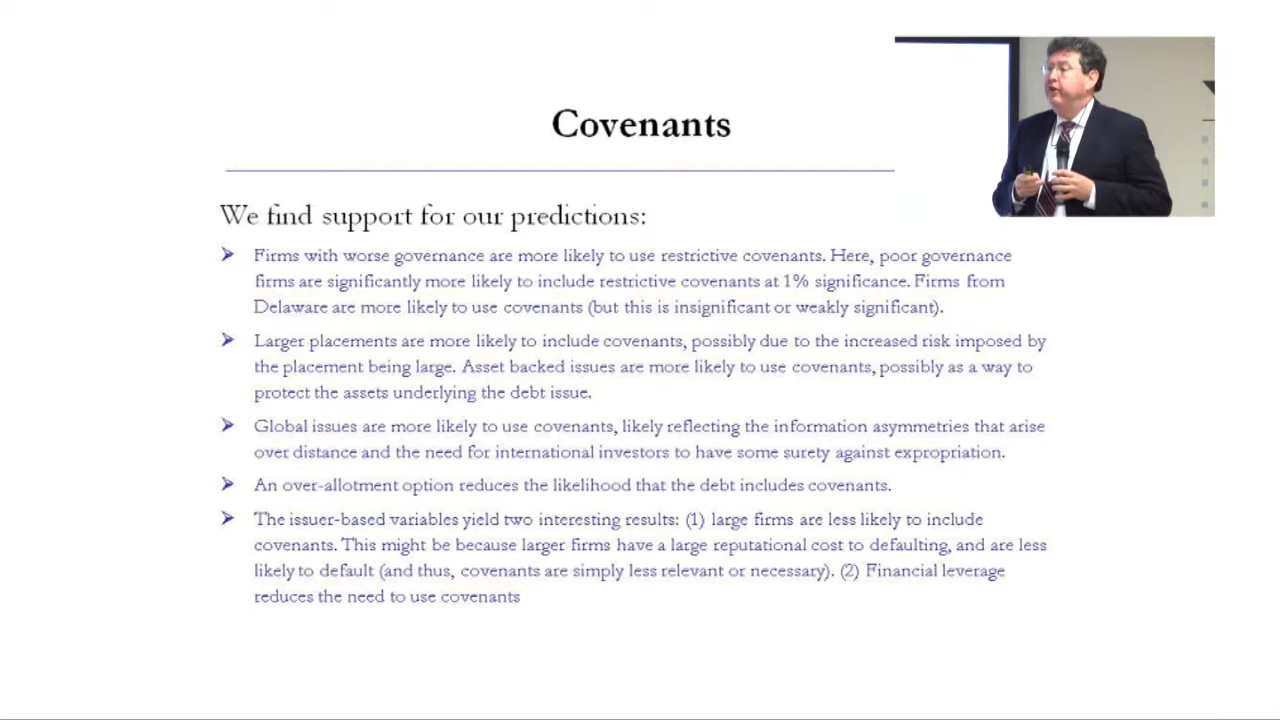 Covenants
We find support for our predictions:
➤ Firms with worse governance are more likely to use restrictive covenants. Here, poor governance
firms are significantly more likely to include restrictive covenants at 1% significance. Firms from
Delaware are more likely to use covenants (but this is insignificant or weakly significant).
➤ Larger placements are more likely to include covenants, possibly due to the increased risk imposed by
the placement being large. Asset backed issues are more likely to use covenants, possibly as a way to
protect the assets underlying the debt issue.
➤ Global issues are more likely to use covenants, likely reflecting the information asymmetries that arise
over distance and the need for international investors to have some surety against expropriation.
➤ An over-allotment option reduces the likelihood that the debt includes covenants.
➤ The issuer-based variables yield two interesting results: (1) large firms are less likely to include
covenants. This might be because larger firms have a large reputational cost to defaulting, and are less
likely to default (and thus, covenants are simply less relevant or necessary). (2) Financial leverage
reduces the need to use covenants